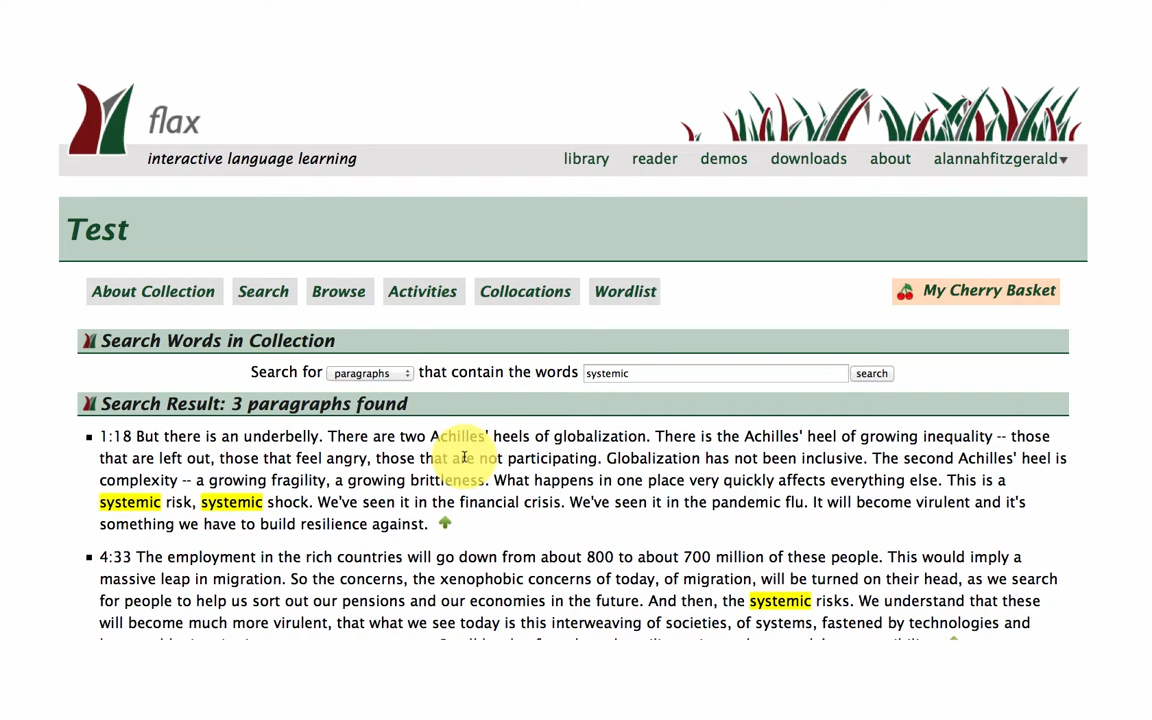 flax
interactive language learning
library reader demos downloads about alannahfitzgerald
Test
About Collection Search Browse Activities Collocations Wordlist My Cherry Basket
Search Words in Collection
Search for paragraphs that contain the words systemic search
Search Result: 3 paragraphs found
1:18 But there is an underbelly. There are two Achilles' heels of globalization. There is the Achilles' heel of growing inequality -- those
that are left out, those that feel angry, those that are not participating. Globalization has not been inclusive. The second Achilles' heel is
complexity -- a growing fragility, a growing brittleness. What happens in one place very quickly affects everything else. This is a
systemic risk, systemic shock. We've seen it in the financial crisis. We've seen it in the pandemic flu. It will become virulent and it's
something we have to build resilience against.
4:33 The employment in the rich countries will go down from about 800 to about 700 million of these people. This would imply a
massive leap in migration. So the concerns, the xenophobic concerns of today, of migration, will be turned on their head, as we search
for people to help us sort out our pensions and our economies in the future. And then, the systemic risks. We understand that these
will become much more virulent, that what we see today is this interweaving of societies, of systems, fastened by technologies and